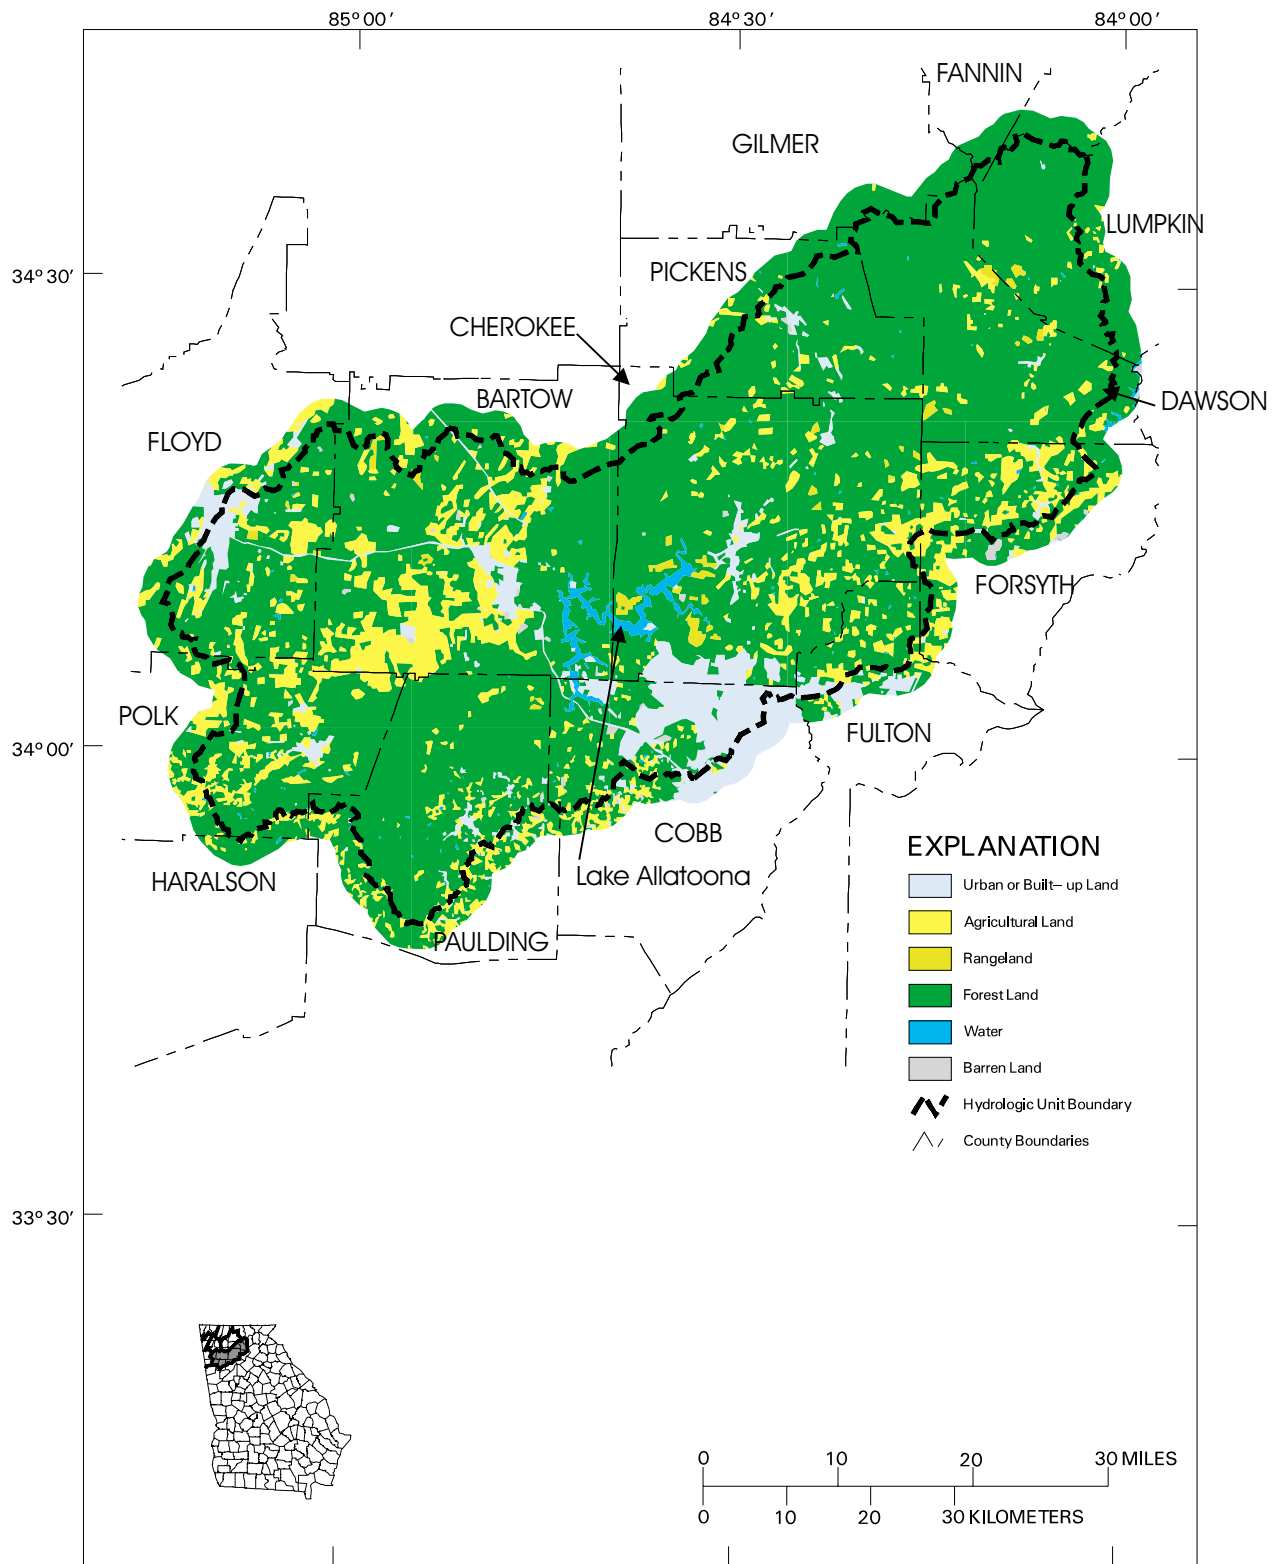 85° 00′
84° 30′
84° 00′
FANNIN
GILMER
LUMPKIN
34° 30′
PICKENS
CHEROKEE
BARTOW
DAWSON
FLOYD
FORSYTH
POLK
FULTON
34° 00′
COBB
EXPLANATION
Lake Allatoona
HARALSON
Urban or Built– up Land
Agricultural Land
PAULDING
Rangeland
Forest Land
Water
Barren Land
Hydrologic Unit Boundary
County Boundaries
33° 30′
0 10 20 30 MILES
0 10 20 30 KILOMETERS